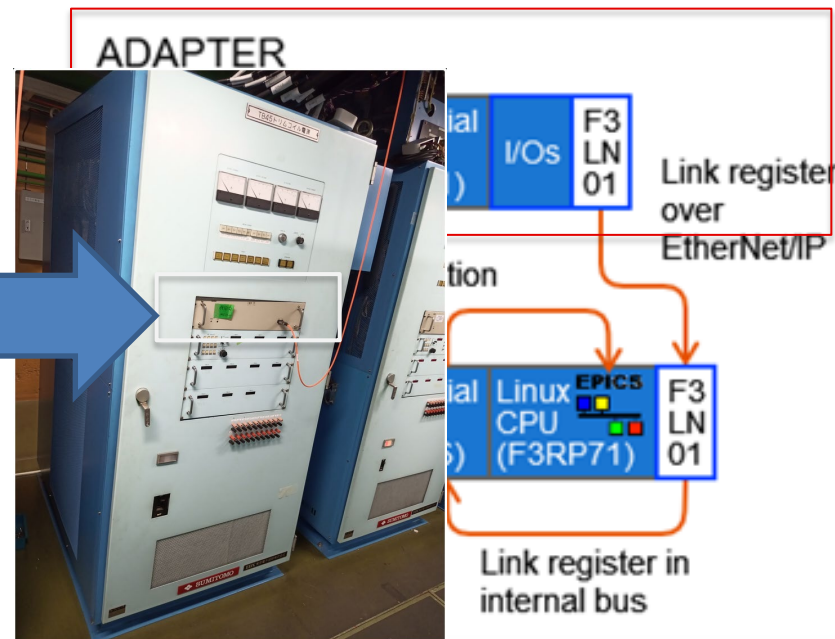 ADAPTER
ial
)
I/Os
F3
LN
01
Link register
over
EtherNet/IP
tion
ial
)
Linux
CPU
(F3RP71)
EPICS
F3
LN
01
Link register in
internal bus
SUMITOMO
SUMITOMO